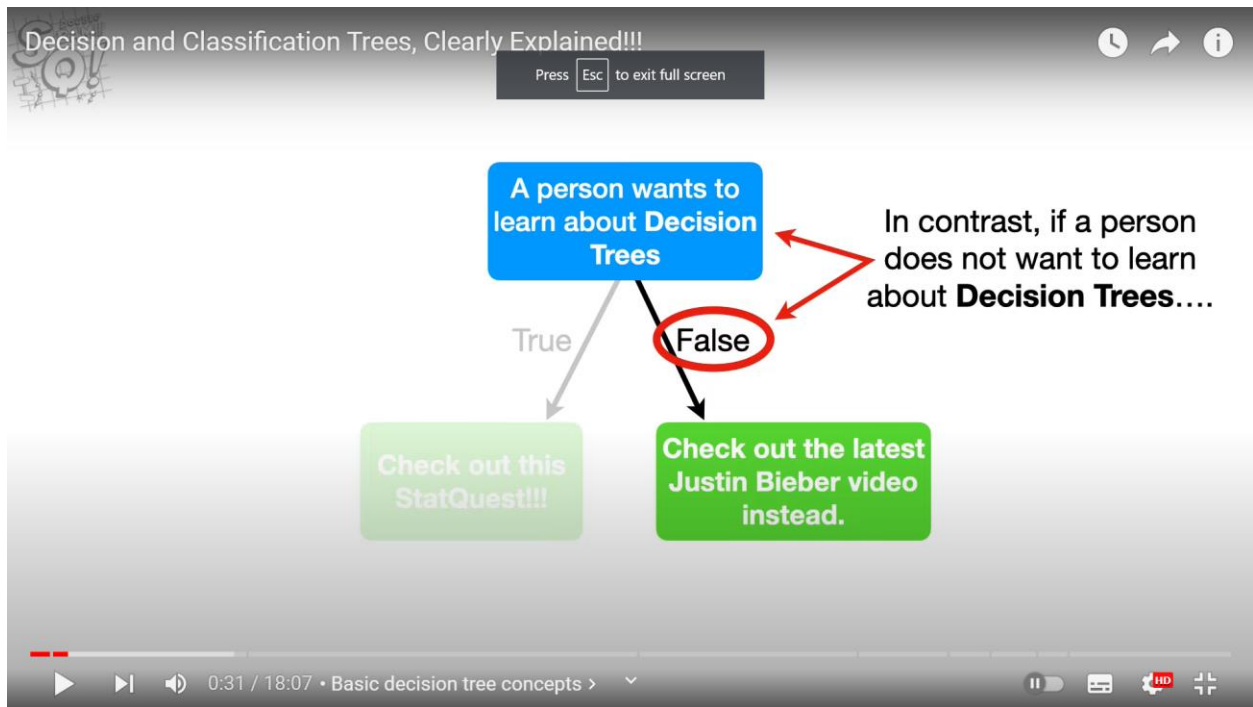 Decision and Classification Trees, Clearly Explained!!!
Press Esc to exit full screen
A person wants to
learn about Decision
Trees
In contrast, if a person
does not want to learn
about Decision Trees....
True
False
Check out this
StatQuest!!!
Check out the latest
Justin Bieber video
instead.
0:31 / 18:07 • Basic decision tree concepts >
HD